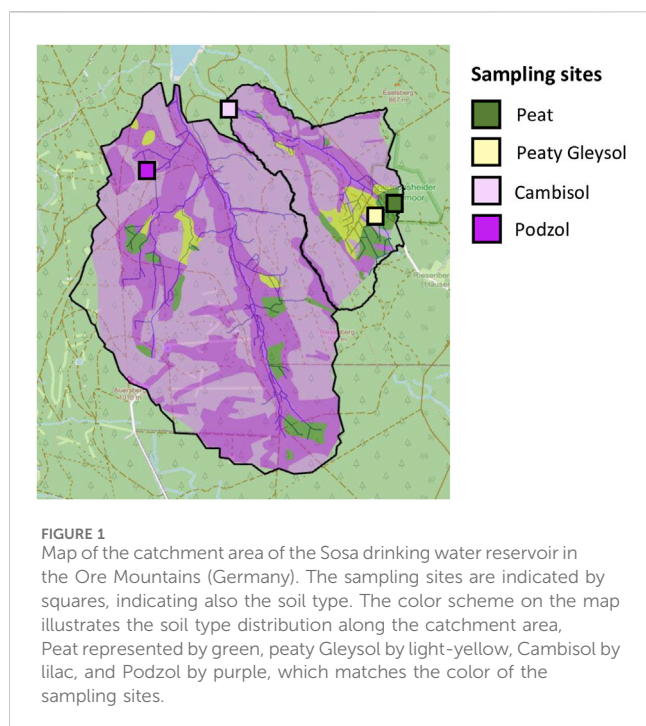 Sampling sites
Peat
Peaty Gleysol
Cambisol
Podzol
Eselsberg
moor
Riesenberg
Auersberg
FIGURE 1
Map of the catchment area of the Sosa drinking water reservoir in
the Ore Mountains (Germany). The sampling sites are indicated by
squares, indicating also the soil type. The color scheme on the map
illustrates the soil type distribution along the catchment area,
Peat represented by green, peaty Gleysol by light-yellow, Cambisol by
lilac, and Podzol by purple, which matches the color of the
sampling sites.